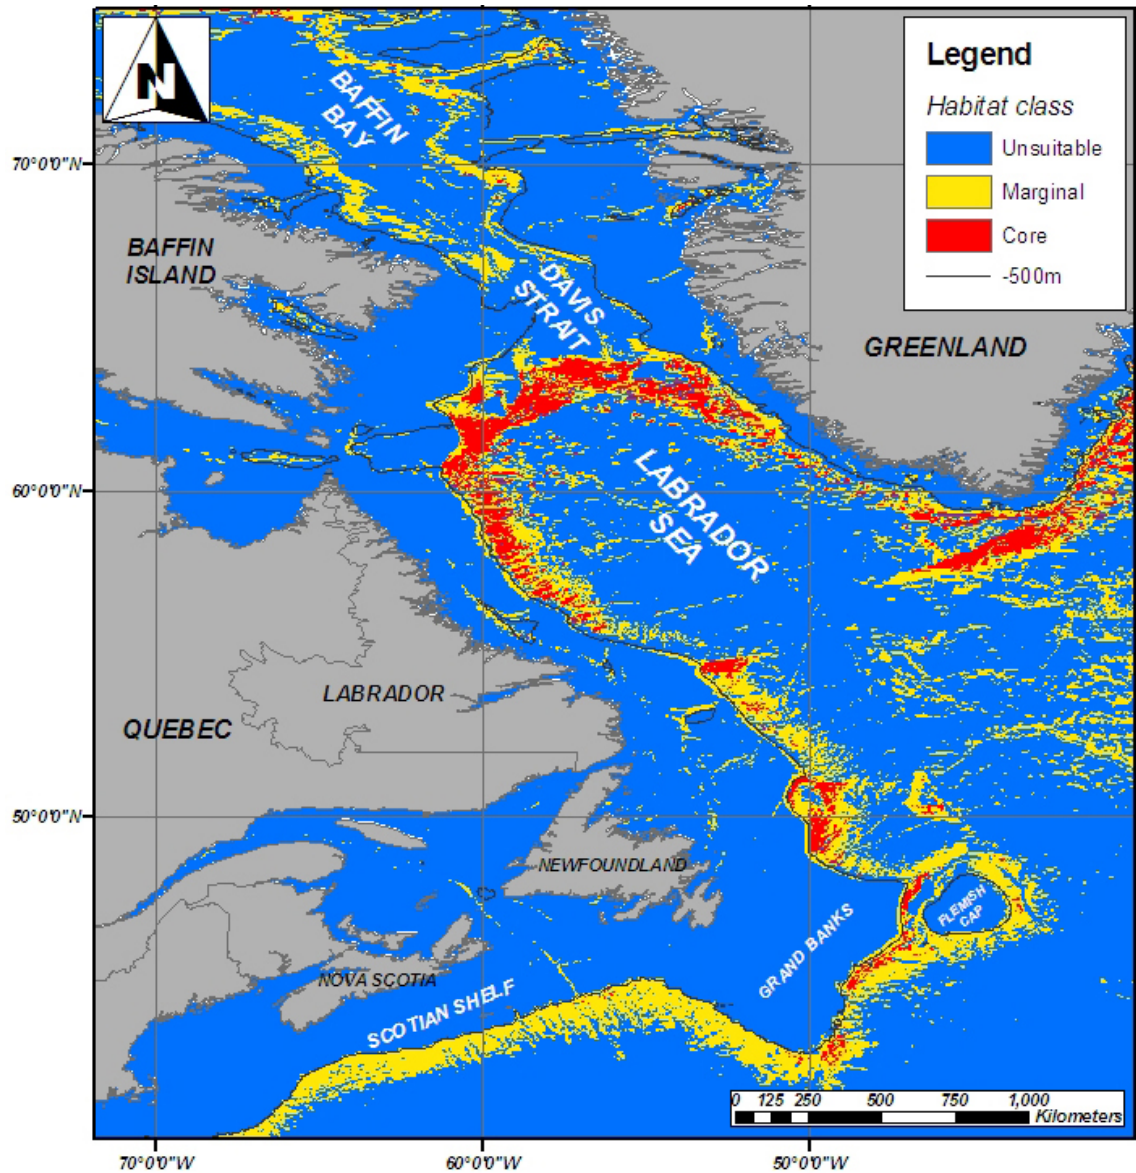 N
Legend
Habitat class
Unsuitable
Marginal
Core
-500m
BAFFIN
BAY
70°0'0"N
BAFFIN
ISLAND
DAVIS
STRAIT
GREENLAND
60°0'0"N
LABRADOR
SEA
LABRADOR
QUEBEC
50°0'0"N
NEWFOUNDLAND
FLEMISH
CAP
GRAND BANKS
NOVA SCOTIA
SCOTIAN SHELF
0 125 250 500 750 1,000
Kilometers
70°0'0"W 60°0'0"W 50°0'0"W